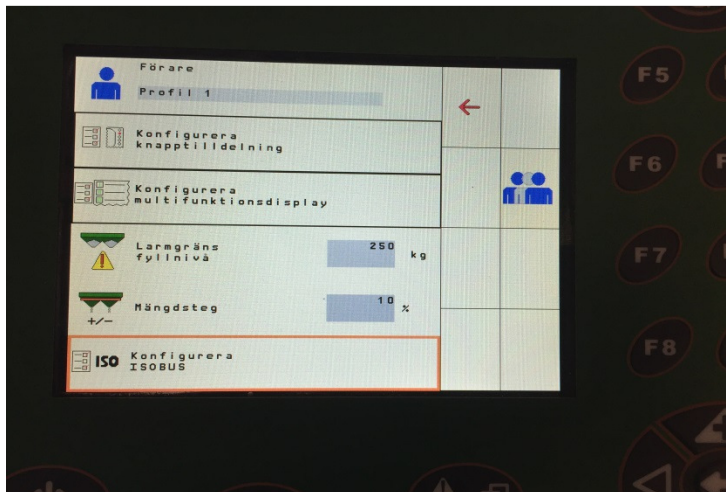 Förare
Profil 1
Konfigurera
knapptilldelning
Konfigurera
multifunktionsdisplay
Larmgräns
fyllnivå
250 kg
Mängdsteg
10 %
+/-
ISO Konfigurera
ISOBUS
F5
F6
F7
F8